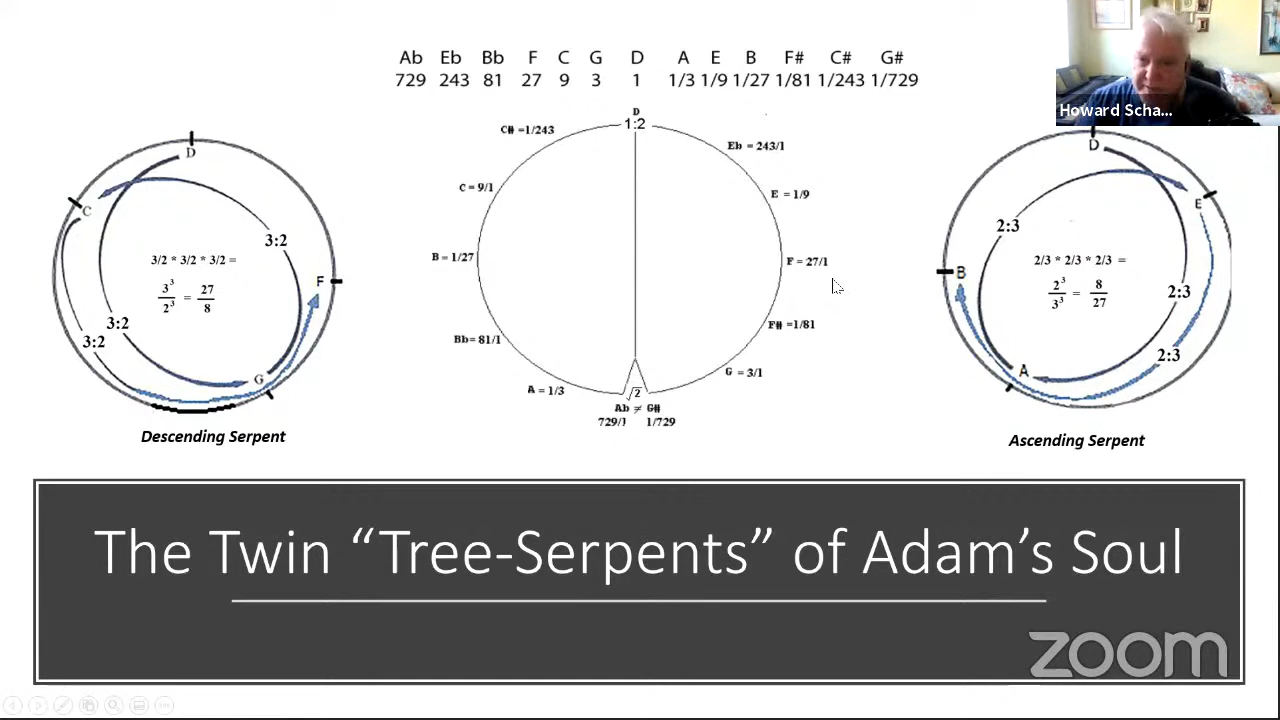 Ab Eb Bb F C G D A E B F# C# G#
729 243 81 27 9 3 1 1/3 1/9 1/27 1/81 1/243 1/729
Howard Scha...
D
C
3:2
3/2 * 3/2 * 3/2 =
3³/2³ = 27/8
F
3:2
3:2
G
Descending Serpent
D
1:2
C# =1/243
Eb = 243/1
C = 9/1
E = 1/9
B = 1/27
F = 27/1
Bb= 81/1
F# =1/81
A = 1/3
G = 3/1
√2
Ab ≠ G#
729/1 1/729
D
E
2:3
2/3 * 2/3 * 2/3 =
2³/3³ = 8/27
B
2:3
2:3
A
Ascending Serpent
The Twin “Tree-Serpents” of Adam’s Soul
zoom